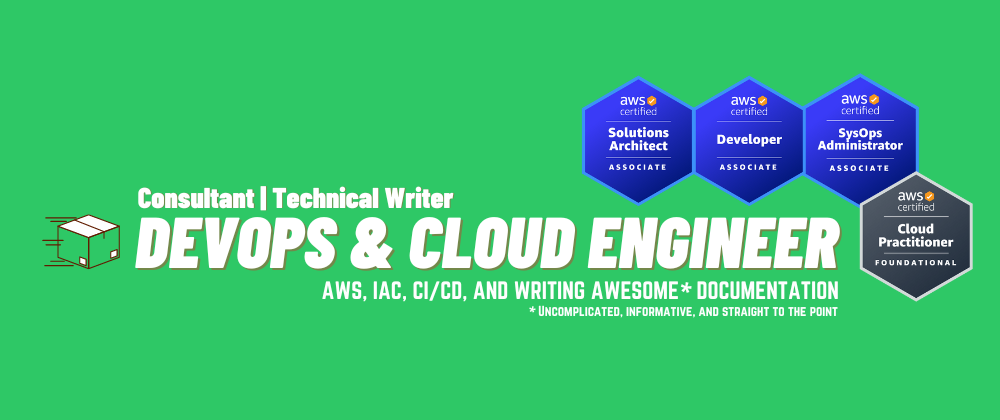 aws
certified
Solutions
Architect
ASSOCIATE
aws
certified
Developer
ASSOCIATE
aws
certified
SysOps
Administrator
ASSOCIATE
aws
certified
Cloud
Practitioner
FOUNDATIONAL
Consultant | Technical Writer
DEVOPS & CLOUD ENGINEER
AWS, IAC, CI/CD, AND WRITING AWESOME* DOCUMENTATION
* UNCOMPLICATED, INFORMATIVE, AND STRAIGHT TO THE POINT